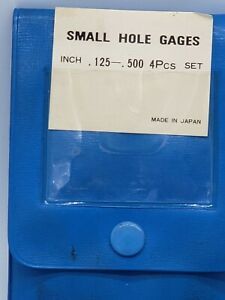 SMALL HOLE GAGES
INCH .125—.500 4PCS SET
MADE IN JAPAN